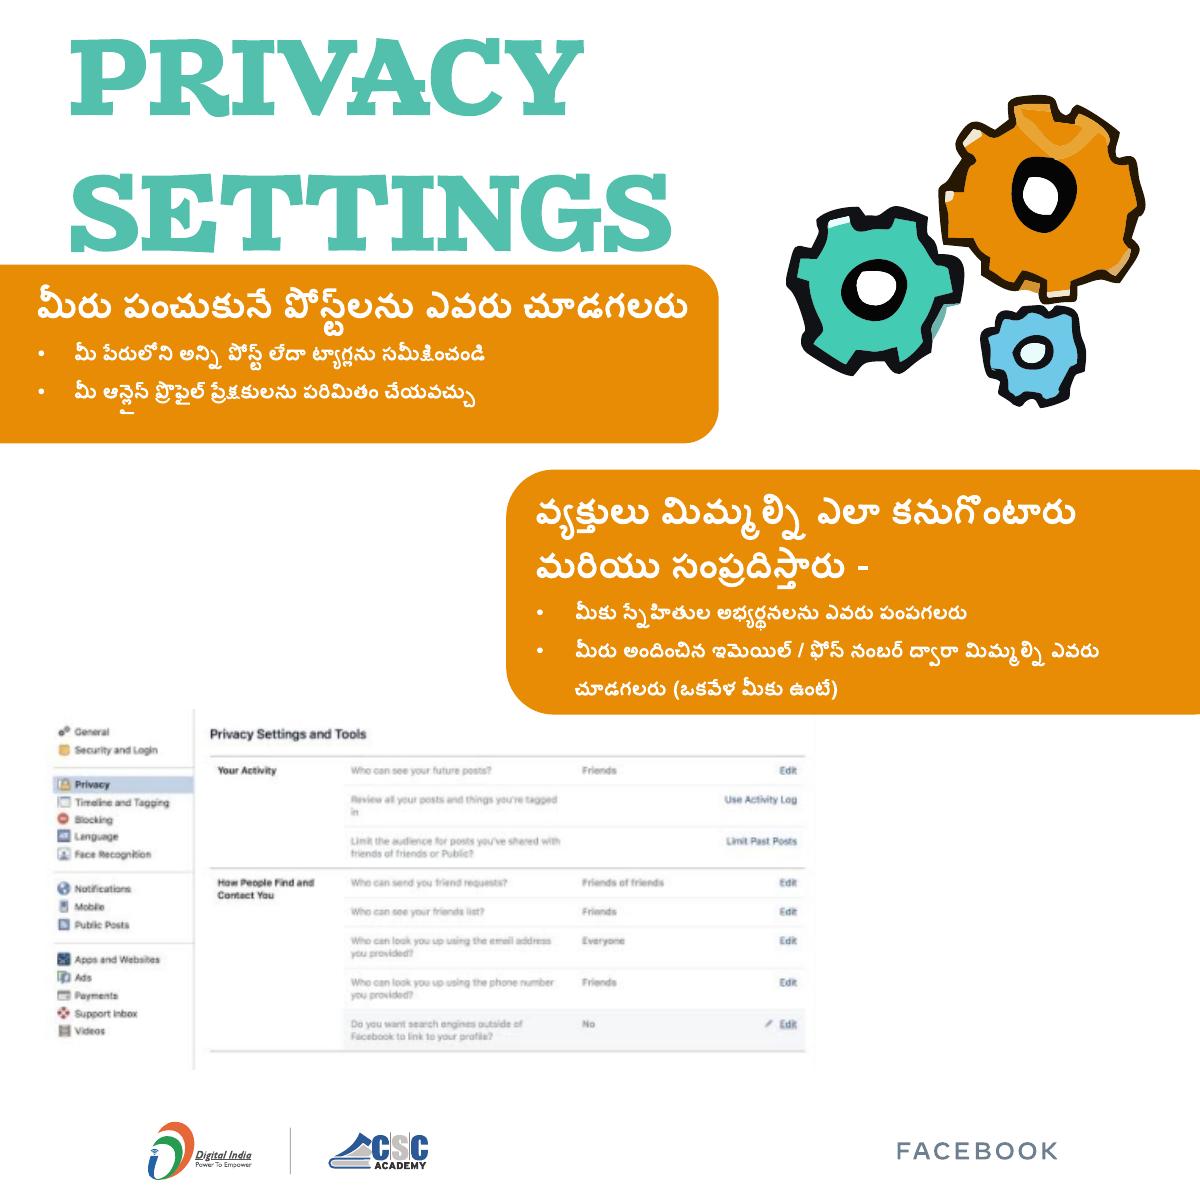 PRIVACY
SETTINGS
మీరు పంచుకునే పోస్ట్‌లను ఎవరు చూడగలరు
• మీ పేరులోని అన్ని పోస్ట్ లేదా ట్యాగ్లను సమీక్షించండి
• మీ ఆన్లైన్ ప్రొఫైల్ ప్రేక్షకులను పరిమితం చేయవచ్చు
వ్యక్తులు మిమ్మల్ని ఎలా కనుగొంటారు
మరియు సంప్రదిస్తారు -
• మీకు స్నేహితుల అభ్యర్థనలను ఎవరు పంపగలరు
• మీరు అందించిన ఇమెయిల్ / ఫోన్ నంబర్ ద్వారా మిమ్మల్ని ఎవరు
చూడగలరు (ఒకవేళ మీకు ఉంటే)
General
Security and Login
Privacy
Timeline and Tagging
Blocking
Language
Face Recognition
Notifications
Mobile
Public Posts
Apps and Websites
Ads
Payments
Support Inbox
Videos
Privacy Settings and Tools
Your Activity Who can see your future posts? Friends Edit
Review all your posts and things you're tagged Use Activity Log
in
Limit the audience for posts you've shared with Limit Past Posts
friends of friends or Public?
How People Find and Who can send you friend requests? Friends of friends Edit
Contact You
Who can see your friends list? Friends Edit
Who can look you up using the email address Everyone Edit
you provided?
Who can look you up using the phone number Friends Edit
you provided?
Do you want search engines outside of No Edit
Facebook to link to your profile?
Digital India
Power To Empower
CSC
ACADEMY
FACEBOOK